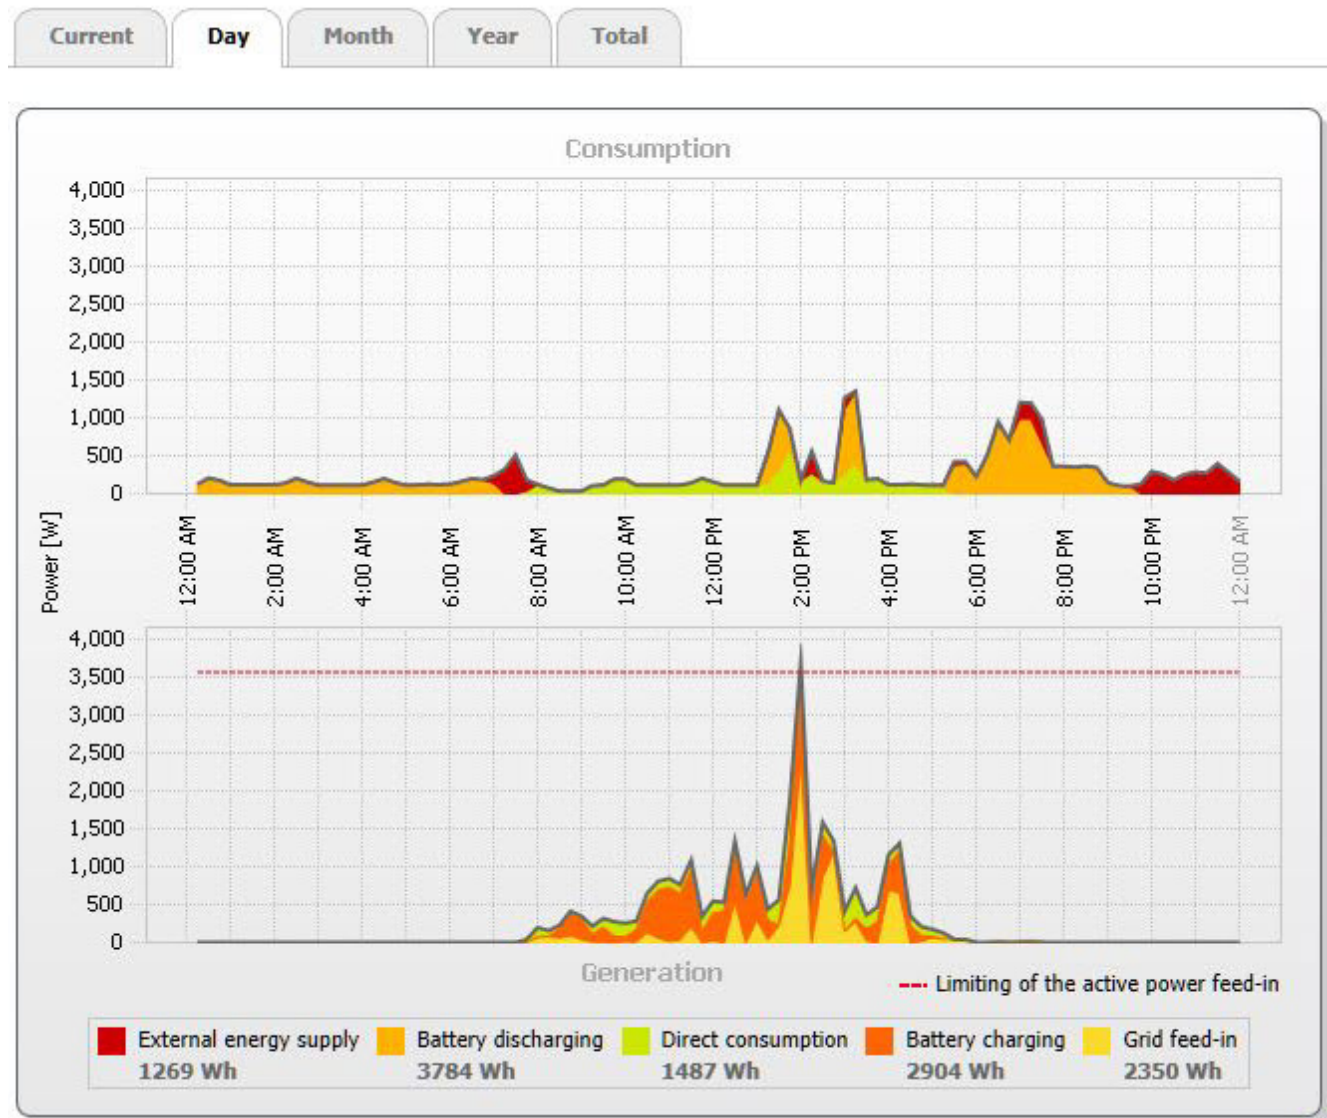 Current Day Month Year Total
Consumption
4,000
3,500
3,000
2,500
2,000
1,500
1,000
500
0
Power [W]
12:00 AM 2:00 AM 4:00 AM 6:00 AM 8:00 AM 10:00 AM 12:00 PM 2:00 PM 4:00 PM 6:00 PM 8:00 PM 10:00 PM 12:00 AM
4,000
3,500
3,000
2,500
2,000
1,500
1,000
500
0
Generation
Limiting of the active power feed-in
External energy supply Battery discharging Direct consumption Battery charging Grid feed-in
1269 Wh 3784 Wh 1487 Wh 2904 Wh 2350 Wh